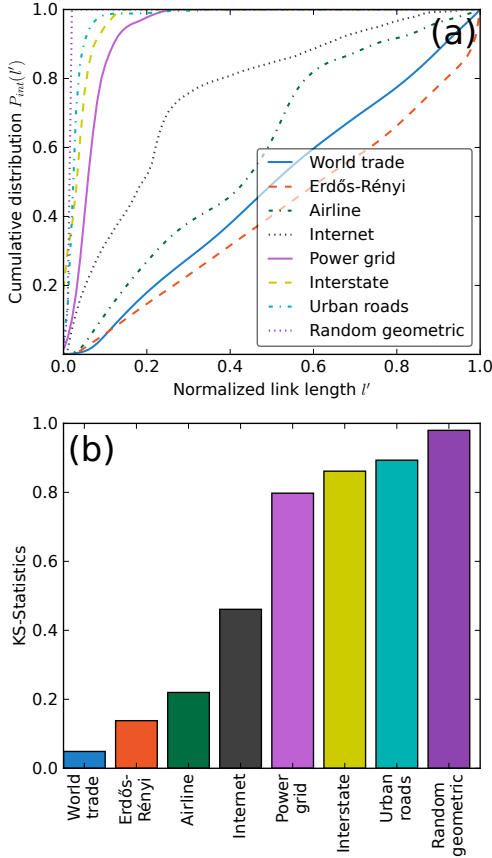 (a)
Cumulative distribution P_int(l′)
1.0
0.8
0.6
0.4
0.2
World trade
Erdős-Rényi
Airline
Internet
Power grid
Interstate
Urban roads
Random geometric
0.0 0.2 0.4 0.6 0.8 1.0
Normalized link length l′
(b)
KS-Statistics
1.0
0.8
0.6
0.4
0.2
0.0
World
trade
Erdős-
Rényi
Airline
Internet
Power
grid
Interstate
Urban
roads
Random
geometric